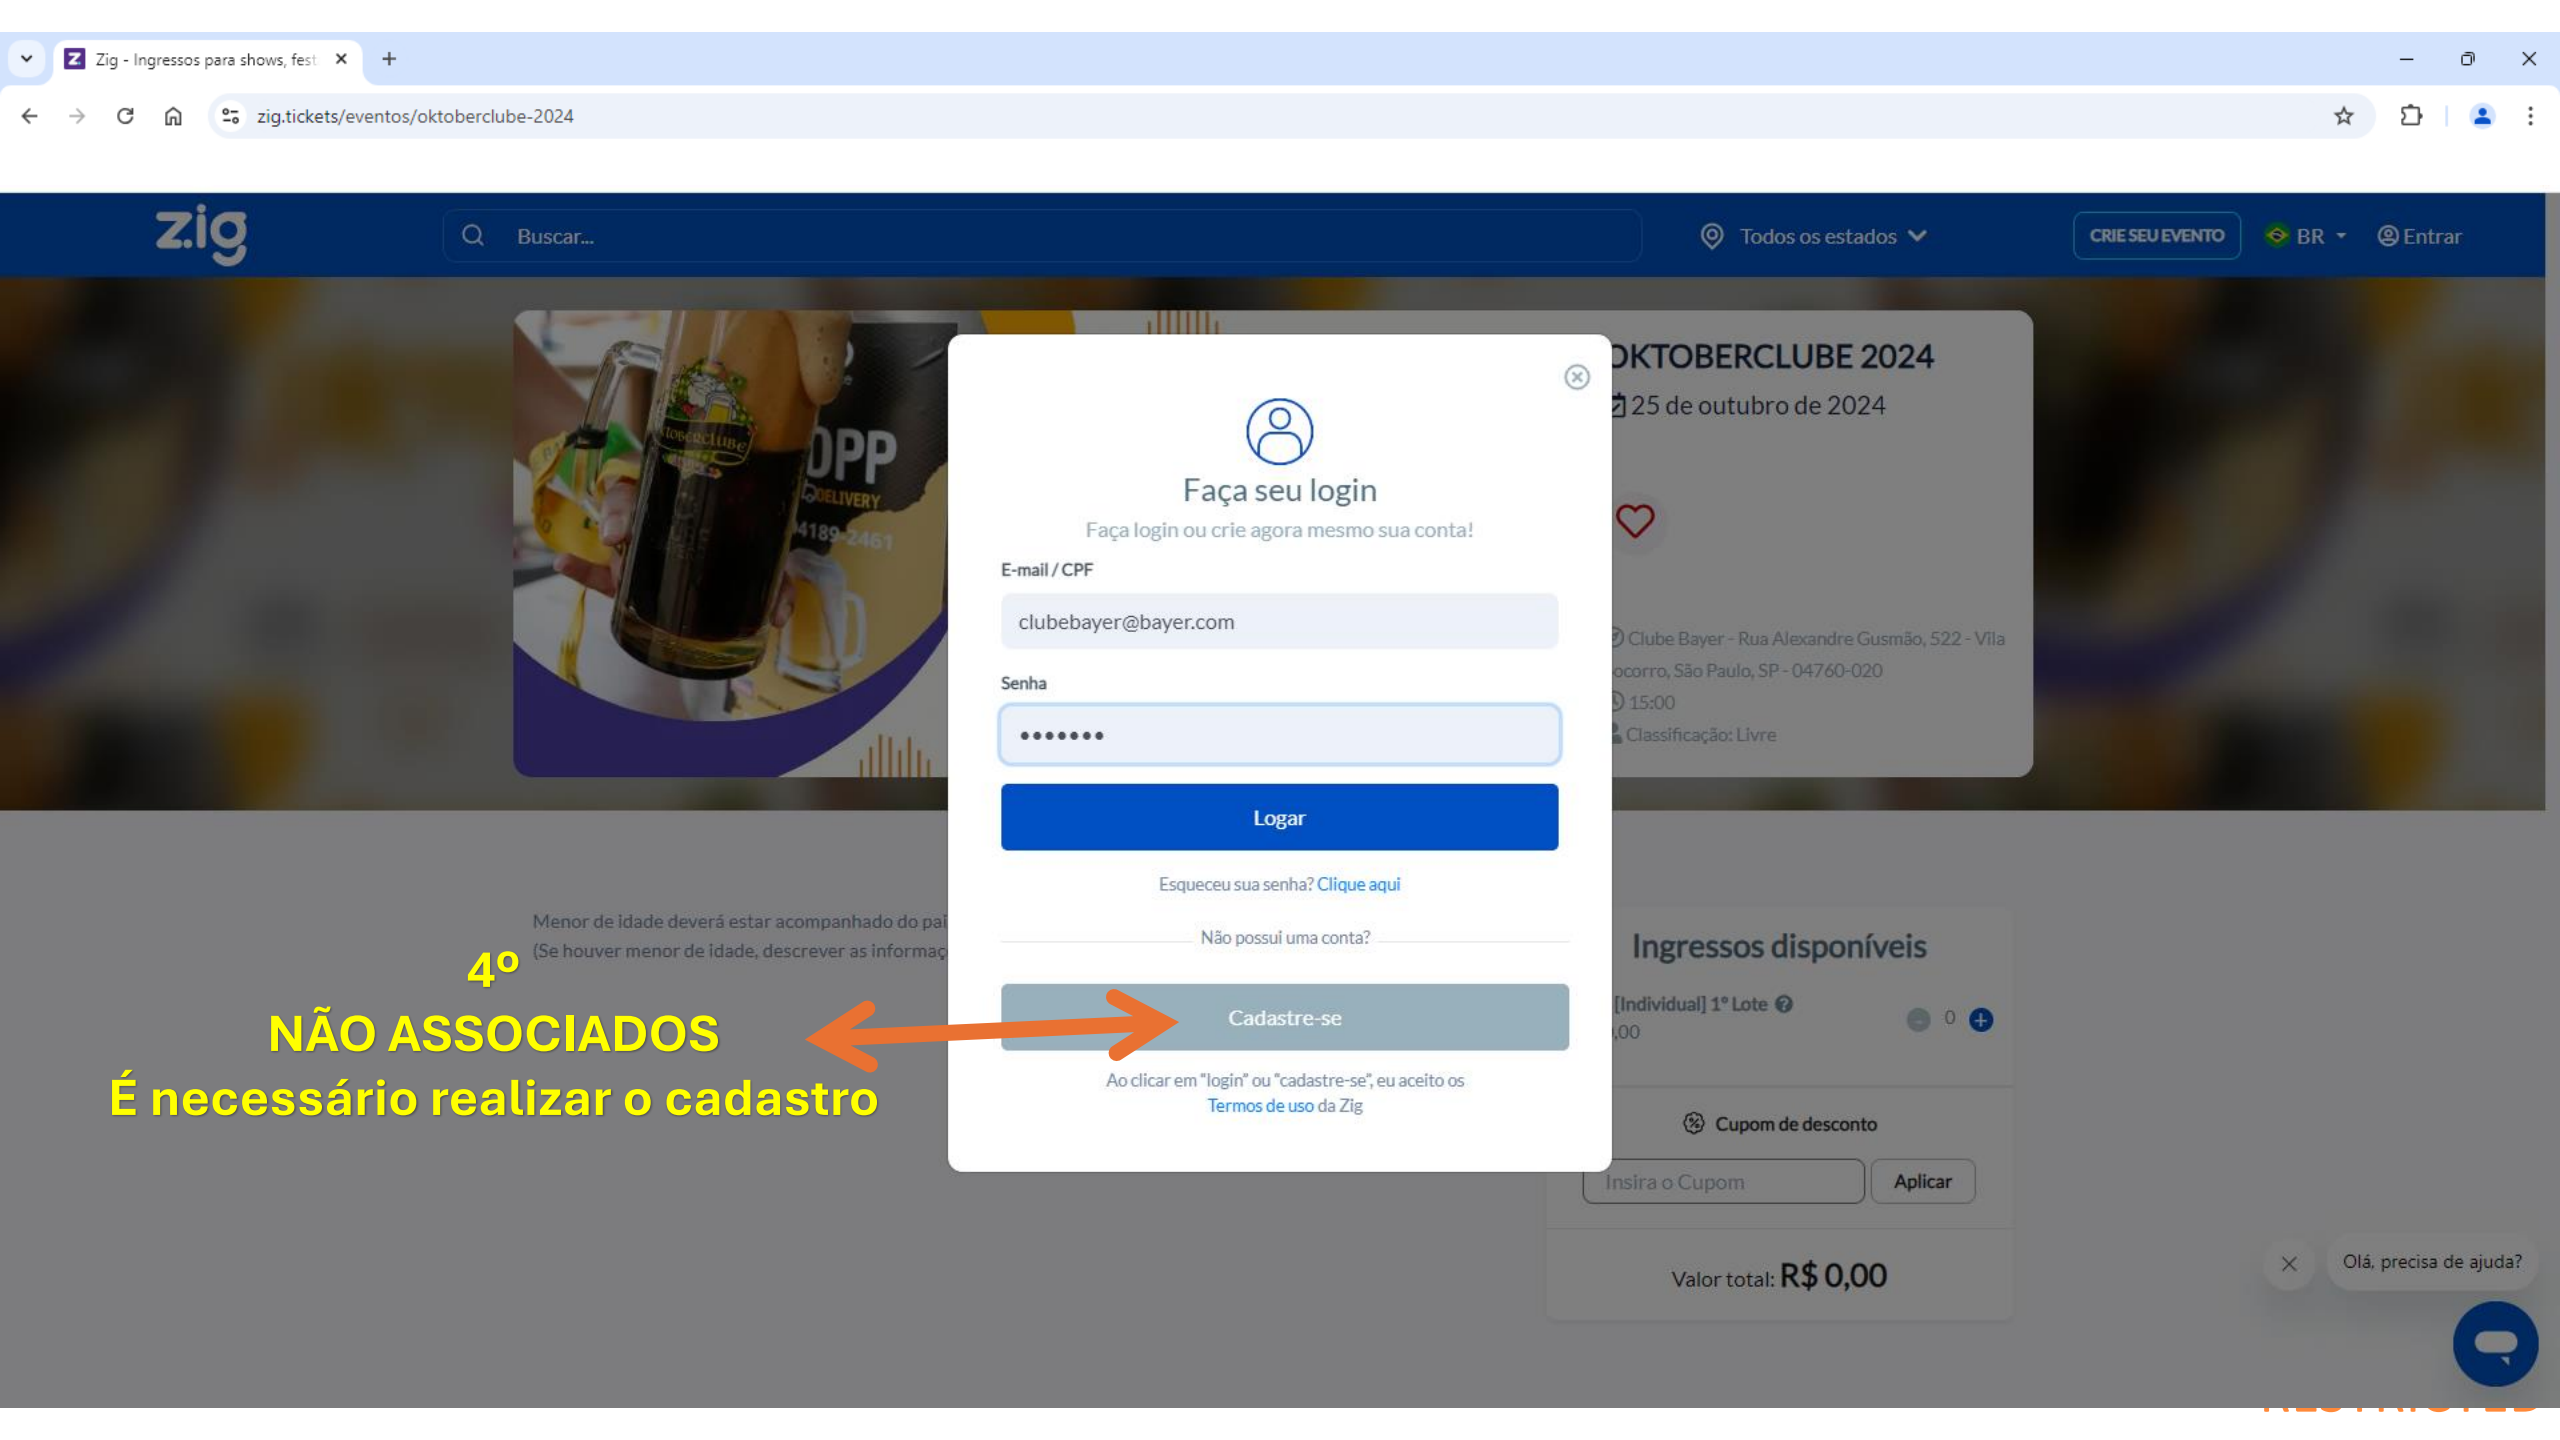 Zig - Ingressos para shows, fest
zig.tickets/eventos/oktoberclube-2024
zig
Buscar...
Todos os estados
CRIE SEU EVENTO
BR
Entrar
OPP
DELIVERY
4189-2461
OKTOBERCLUBE 2024
25 de outubro de 2024
Clube Bayer - Rua Alexandre Gusmão, 522 - Vila
ocorro, São Paulo, SP - 04760-020
15:00
Classificação: Livre
Faça seu login
Faça login ou crie agora mesmo sua conta!
E-mail / CPF
clubebayer@bayer.com
Senha
•••••••
Logar
Esqueceu sua senha? Clique aqui
Não possui uma conta?
Cadastre-se
Ao clicar em "login" ou "cadastre-se", eu aceito os
Termos de uso da Zig
Menor de idade deverá estar acompanhado do pai
(Se houver menor de idade, descrever as informaç
4º
NÃO ASSOCIADOS
É necessário realizar o cadastro
Ingressos disponíveis
[Individual] 1º Lote
,00
- 0 +
Cupom de desconto
Insira o Cupom
Aplicar
Valor total: R$ 0,00
Olá, precisa de ajuda?